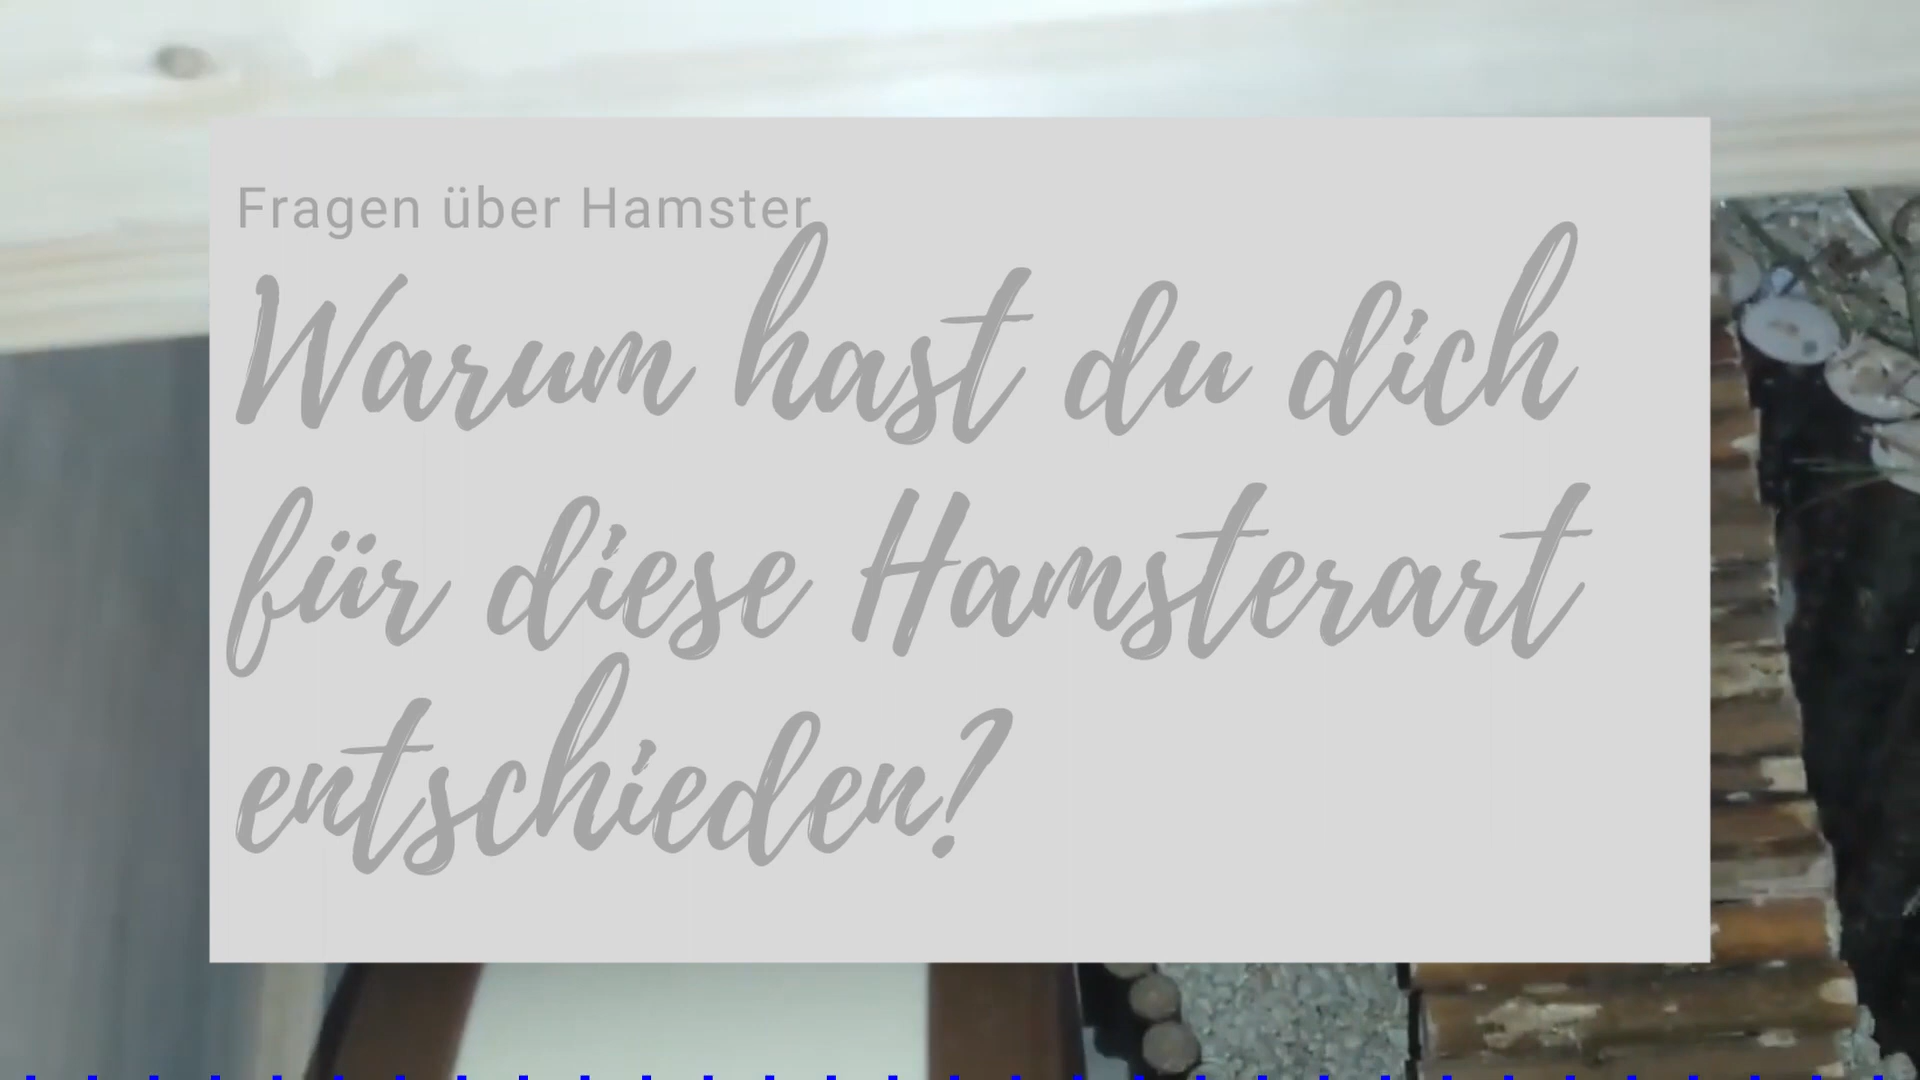 Fragen über Hamster
Warum hast du dich
für diese Hamsterart
entschieden?